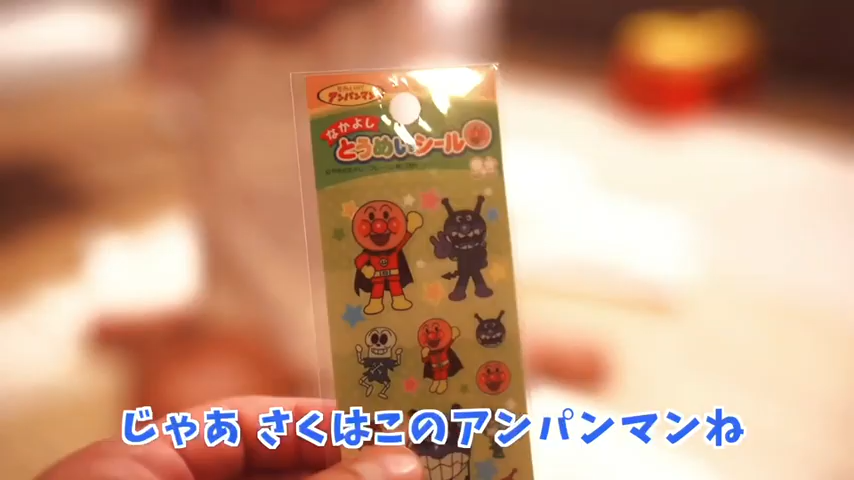 アンパンマン
なかよし
とうめいシール
じゃあ さくはこのアンパンマンね